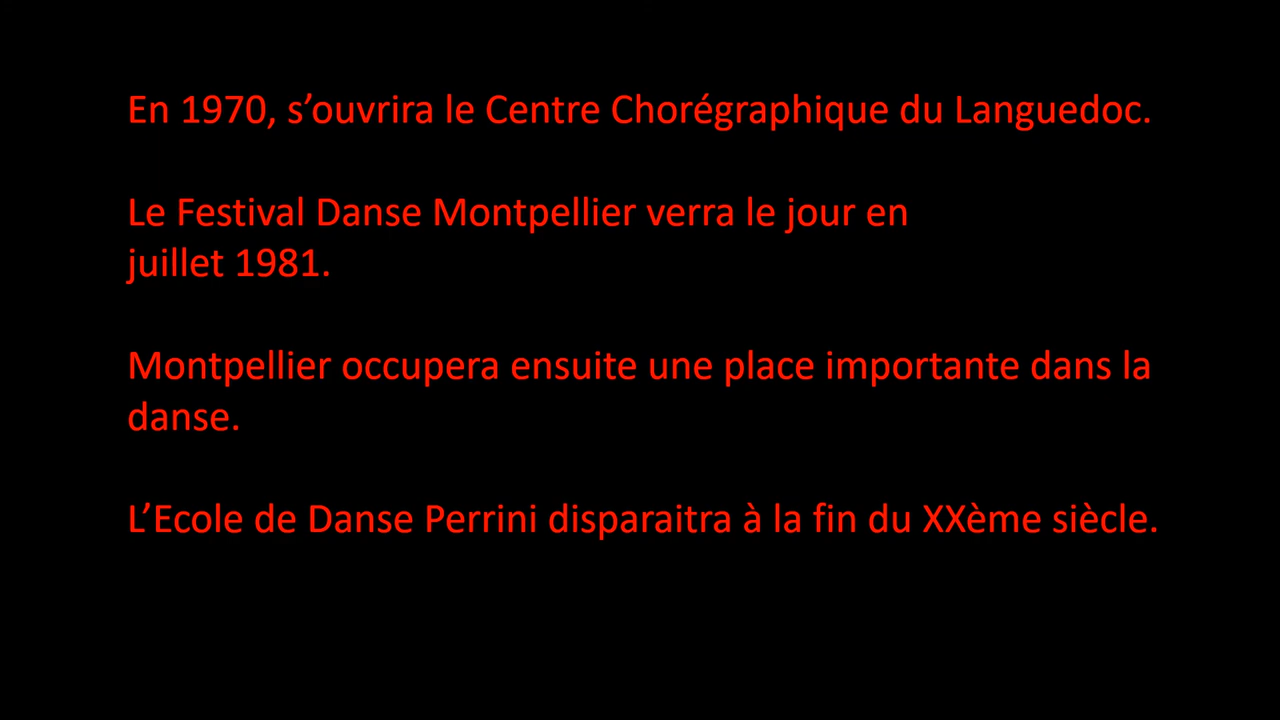 En 1970, s’ouvrira le Centre Chorégraphique du Languedoc.
Le Festival Danse Montpellier verra le jour en
juillet 1981.
Montpellier occupera ensuite une place importante dans la
danse.
L’Ecole de Danse Perrini disparaitra à la fin du XXème siècle.